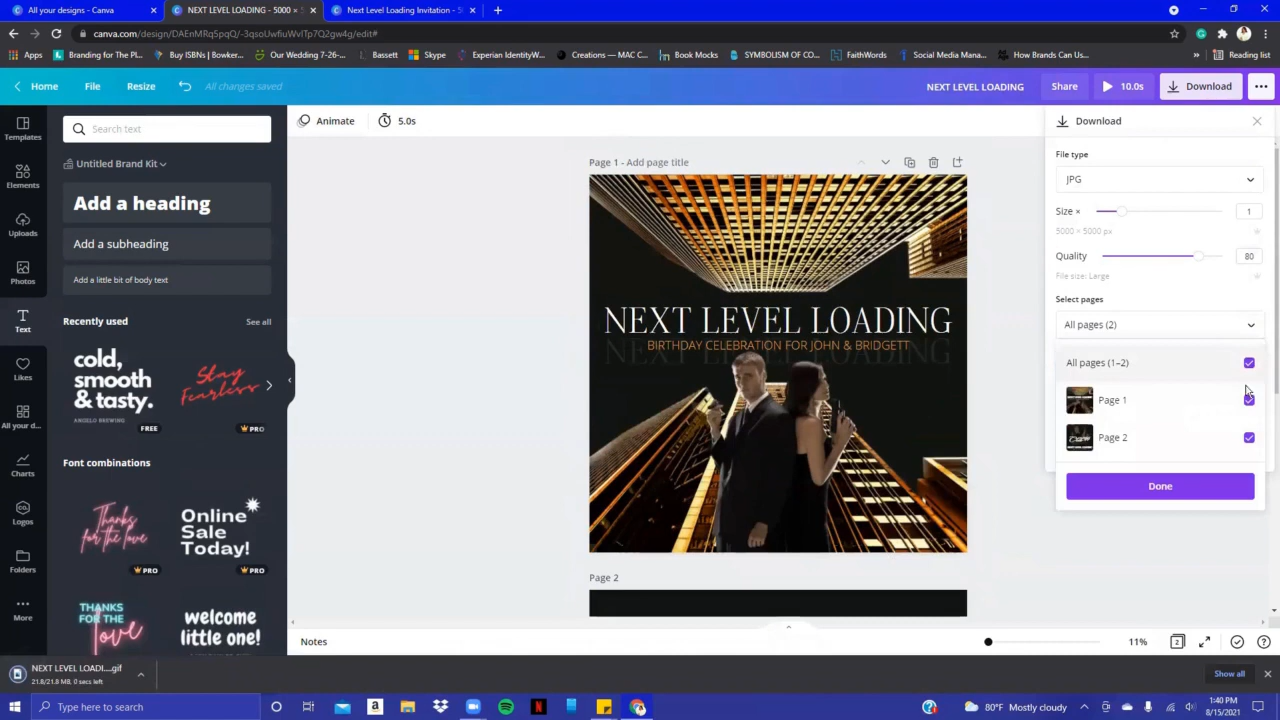 All your designs - Canva
NEXT LEVEL LOADING - 5000 × 5
Next Level Loading Invitation - 5
canva.com/design/DAEnMRq5pqQ/-3qsoUwfiuWvlTp7Q2gw4g/edit#
Apps
Branding for The Pl...
Buy ISBNs | Bowker...
Our Wedding 7-26-...
Bassett
Skype
Experian IdentityW...
Creations — MAC C...
Book Mocks
SYMBOLISM OF CO...
FaithWords
Social Media Mana...
How Brands Can Us...
Reading list
Home
File
Resize
All changes saved
NEXT LEVEL LOADING
Share
10.0s
Download
Templates
Elements
Uploads
Photos
Text
Likes
All your d...
Charts
Logos
Folders
More
Search text
Untitled Brand Kit
Add a heading
Add a subheading
Add a little bit of body text
Recently used
See all
cold,
smooth
& tasty.
ANGELO BREWING
FREE
Slay
Fearless
PRO
Font combinations
Thanks
for the love
PRO
Online
Sale
Today!
PRO
THANKS
FOR THE
love
welcome
little one!
Animate
5.0s
Page 1 - Add page title
NEXT LEVEL LOADING
BIRTHDAY CELEBRATION FOR JOHN & BRIDGETT
Page 2
Download
File type
JPG
Size ×
1
5000 × 5000 px
Quality
80
File size: Large
Select pages
All pages (2)
All pages (1–2)
Page 1
Page 2
Done
Notes
11%
2
NEXT LEVEL LOADI....gif
21.8/21.8 MB, 0 secs left
Show all
Type here to search
80°F Mostly cloudy
1:40 PM
8/15/2021